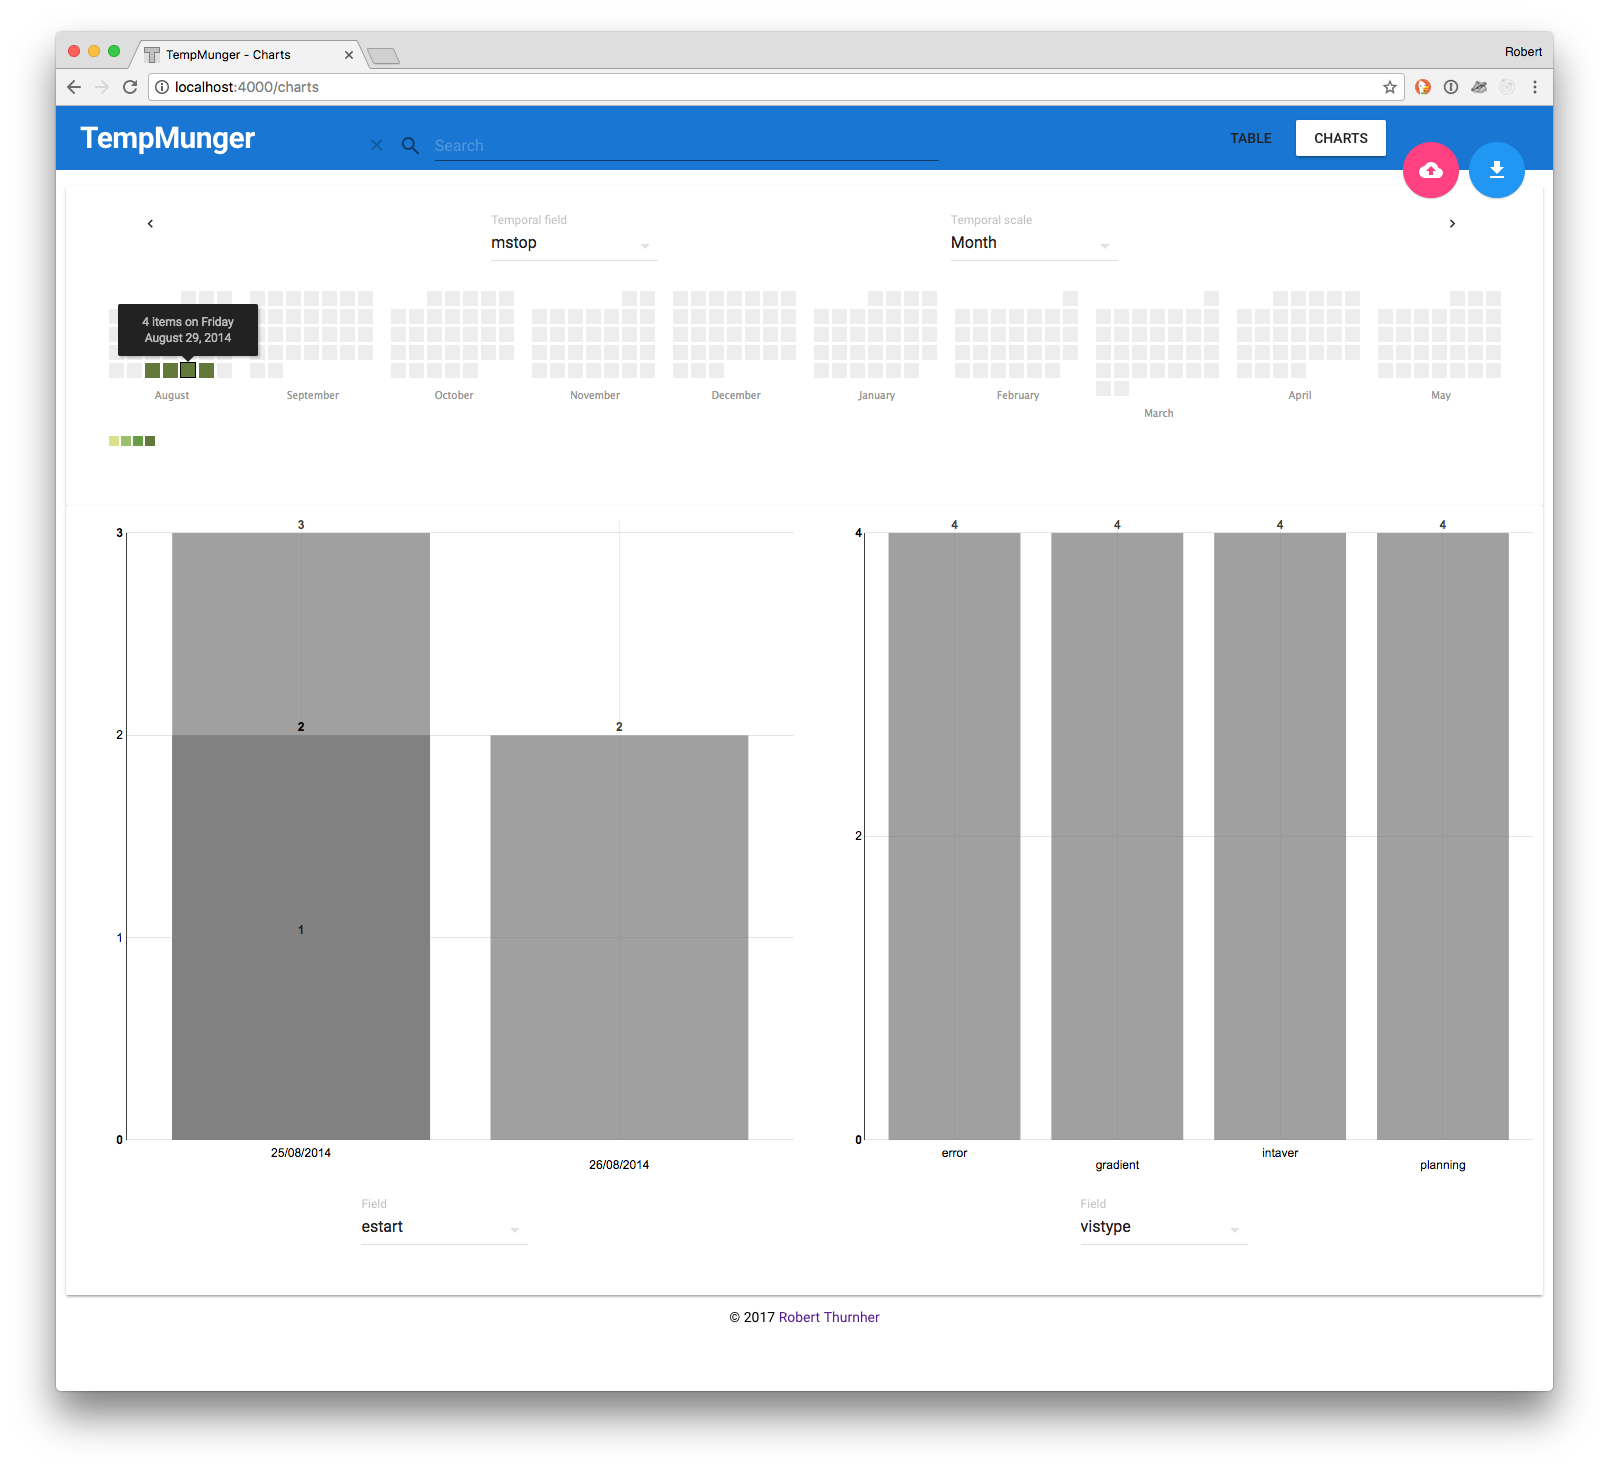 TempMunger - Charts
Robert
localhost:4000/charts
TempMunger
Search
TABLE
CHARTS
Temporal field
mstop
Temporal scale
Month
4 items on Friday
August 29, 2014
August
September
October
November
December
January
February
March
April
May
3
2
1
0
3
2
1
2
25/08/2014
26/08/2014
4
2
0
4
4
4
4
error
gradient
intaver
planning
Field
estart
Field
vistype
© 2017 Robert Thurnher